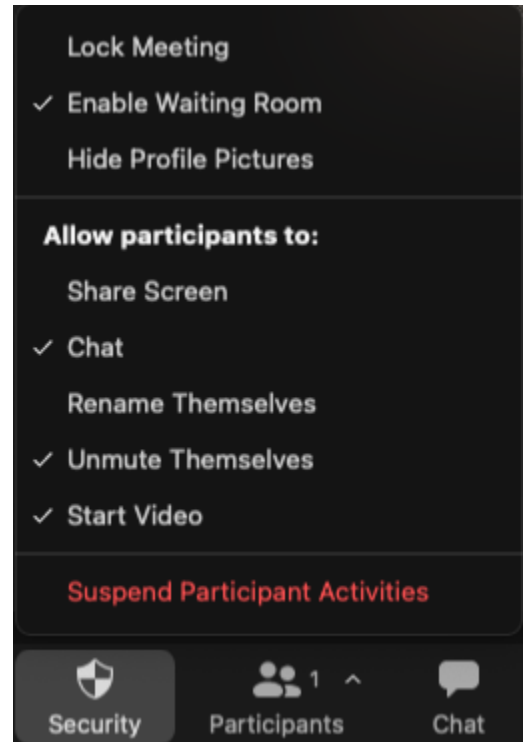 Lock Meeting
✓ Enable Waiting Room
Hide Profile Pictures
Allow participants to:
Share Screen
✓ Chat
Rename Themselves
✓ Unmute Themselves
✓ Start Video
Suspend Participant Activities
1
Security Participants Chat